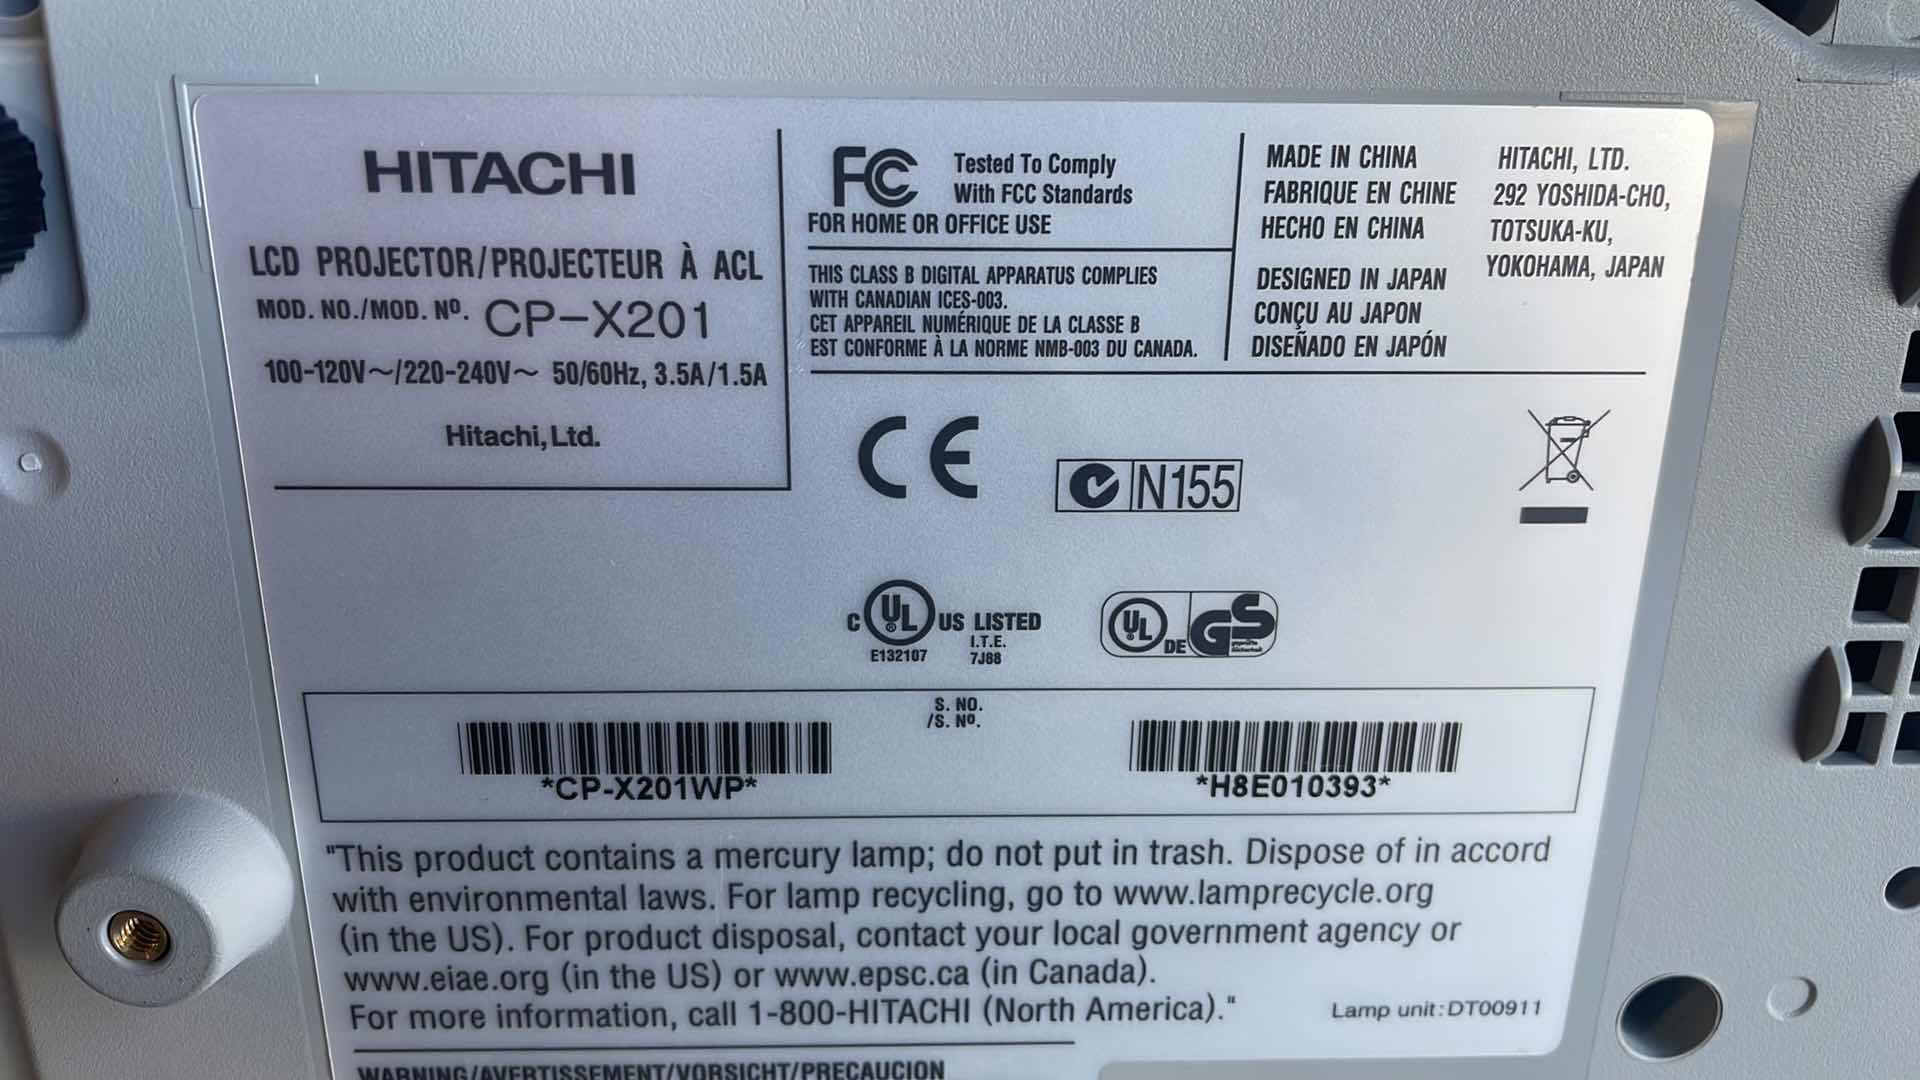 HITACHI
LCD PROJECTOR/PROJECTEUR À ACL
MOD. NO./MOD. Nº. CP-X201
100-120V~/220-240V~ 50/60Hz, 3.5A/1.5A
Hitachi, Ltd.
FC Tested To Comply
With FCC Standards
FOR HOME OR OFFICE USE
THIS CLASS B DIGITAL APPARATUS COMPLIES
WITH CANADIAN ICES-003.
CET APPAREIL NUMÉRIQUE DE LA CLASSE B
EST CONFORME À LA NORME NMB-003 DU CANADA.
MADE IN CHINA
FABRIQUE EN CHINE
HECHO EN CHINA
DESIGNED IN JAPAN
CONÇU AU JAPON
DISEÑADO EN JAPÓN
HITACHI, LTD.
292 YOSHIDA-CHO,
TOTSUKA-KU,
YOKOHAMA, JAPAN
CE
N155
C UL® US LISTED
I.T.E.
E132107 7J88
UL DE GS
S. NO.
/S. Nº.
*CP-X201WP*
*H8E010393*
"This product contains a mercury lamp; do not put in trash. Dispose of in accord
with environmental laws. For lamp recycling, go to www.lamprecycle.org
(in the US). For product disposal, contact your local government agency or
www.eiae.org (in the US) or www.epsc.ca (in Canada).
For more information, call 1-800-HITACHI (North America)."
Lamp unit:DT00911
WARNING/AVERTISSEMENT/VORSICHT/PRECAUCION